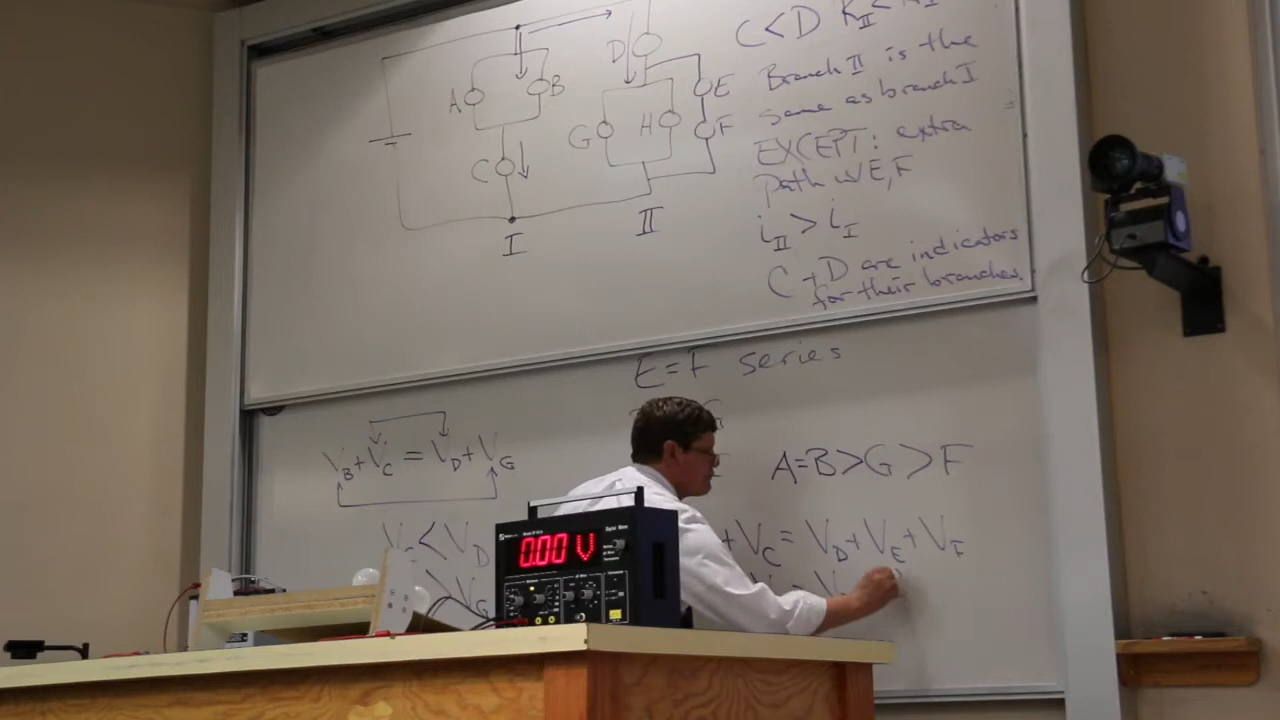 A
B
C
D
E
F
G
H
I
II
C<D
Branch II is the
same as branch I
EXCEPT: extra
path w/E,F
i_II > i_I
C + D are indicators
for their branches.
E=F series
V_B+V_C = V_D+V_G
A=B>G>F
+V_C = V_D+V_E+V_F
<V_D
V_G
0.00 V